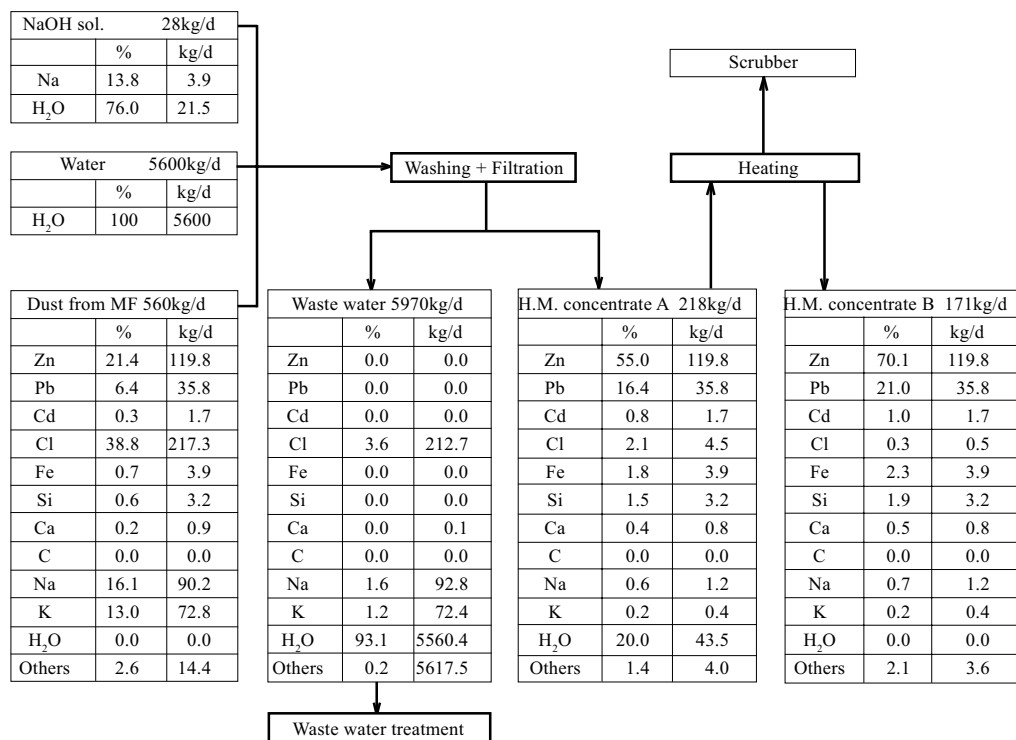 NaOH sol. 28kg/d
% kg/d
Na 13.8 3.9
H₂O 76.0 21.5
Water 5600kg/d
% kg/d
H₂O 100 5600
Washing + Filtration
Scrubber
Heating
Dust from MF 560kg/d
% kg/d
Zn 21.4 119.8
Pb 6.4 35.8
Cd 0.3 1.7
Cl 38.8 217.3
Fe 0.7 3.9
Si 0.6 3.2
Ca 0.2 0.9
C 0.0 0.0
Na 16.1 90.2
K 13.0 72.8
H₂O 0.0 0.0
Others 2.6 14.4
Waste water 5970kg/d
% kg/d
Zn 0.0 0.0
Pb 0.0 0.0
Cd 0.0 0.0
Cl 3.6 212.7
Fe 0.0 0.0
Si 0.0 0.0
Ca 0.0 0.1
C 0.0 0.0
Na 1.6 92.8
K 1.2 72.4
H₂O 93.1 5560.4
Others 0.2 5617.5
H.M. concentrate A 218kg/d
% kg/d
Zn 55.0 119.8
Pb 16.4 35.8
Cd 0.8 1.7
Cl 2.1 4.5
Fe 1.8 3.9
Si 1.5 3.2
Ca 0.4 0.8
C 0.0 0.0
Na 0.6 1.2
K 0.2 0.4
H₂O 20.0 43.5
Others 1.4 4.0
H.M. concentrate B 171kg/d
% kg/d
Zn 70.1 119.8
Pb 21.0 35.8
Cd 1.0 1.7
Cl 0.3 0.5
Fe 2.3 3.9
Si 1.9 3.2
Ca 0.5 0.8
C 0.0 0.0
Na 0.7 1.2
K 0.2 0.4
H₂O 0.0 0.0
Others 2.1 3.6
Waste water treatment